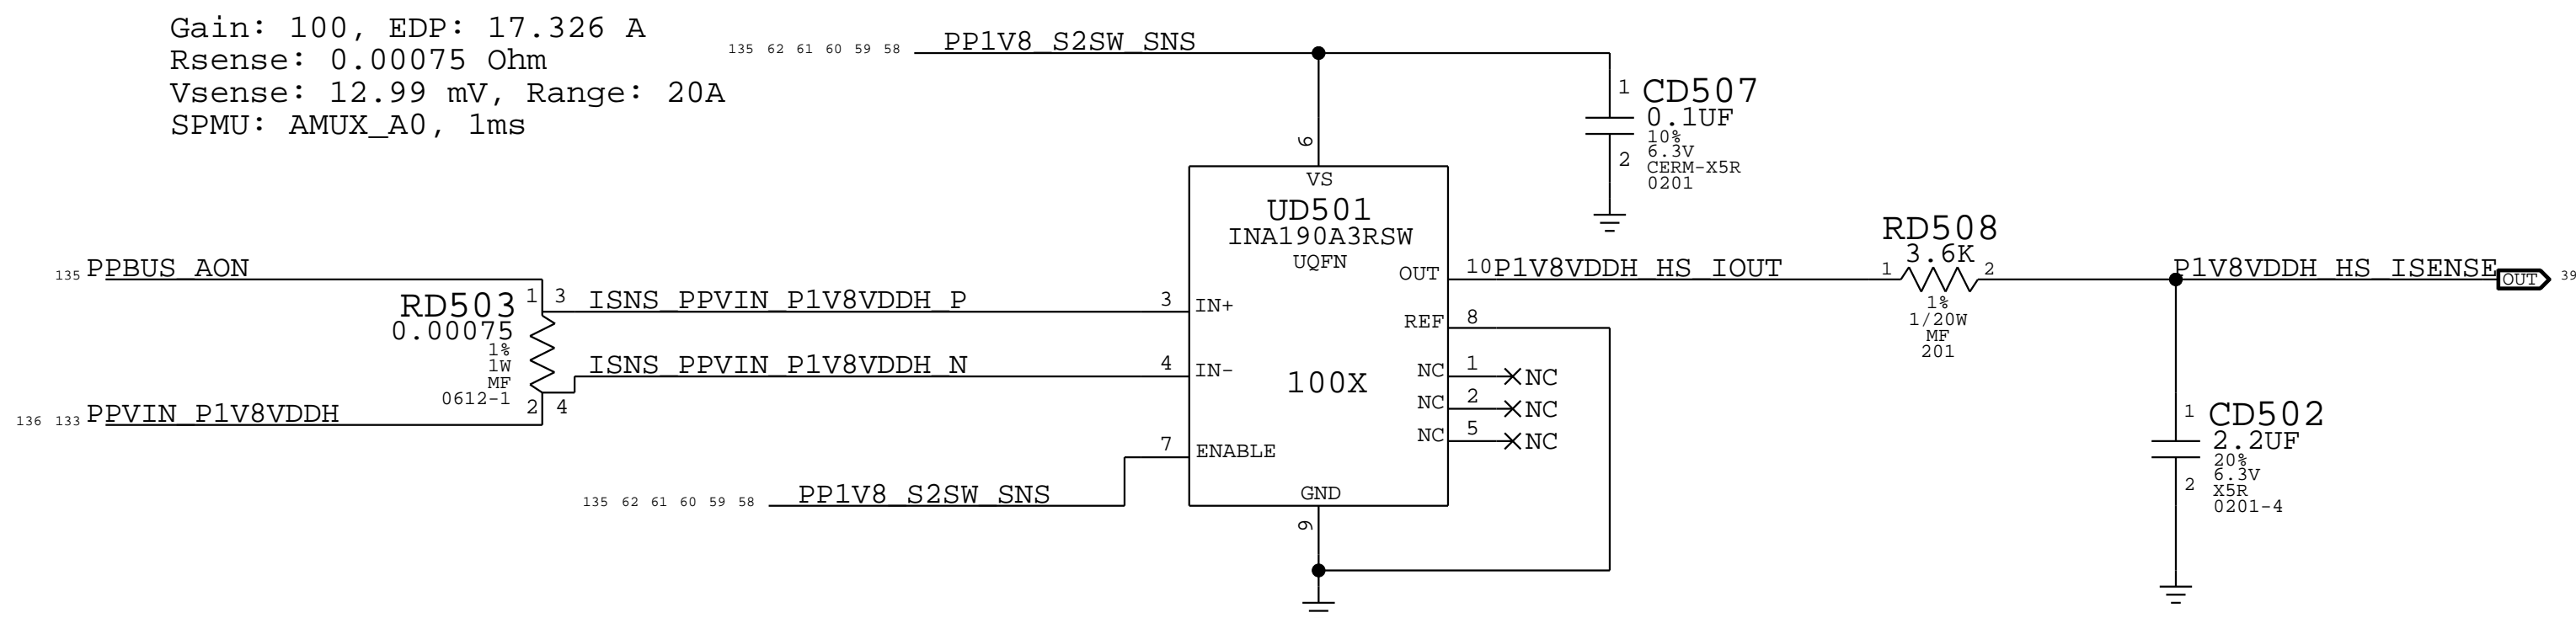 Gain: 100, EDP: 17.326 A
Rsense: 0.00075 Ohm
Vsense: 12.99 mV, Range: 20A
SPMU: AMUX_A0, 1ms
135 62 61 60 59 58 PP1V8_S2SW_SNS
1 CD507
0.1UF
10%
6.3V
2 CERM-X5R
0201
6
VS
UD501
INA190A3RSW
UQFN
100X
135 PPBUS_AON
RD503 1 3 ISNS_PPVIN_P1V8VDDH_P 3 IN+
0.00075
1%
1W
MF
0612-1
ISNS_PPVIN_P1V8VDDH_N 4 IN-
2 4
136 133 PPVIN_P1V8VDDH
7 ENABLE
135 62 61 60 59 58 PP1V8_S2SW_SNS
GND
9
OUT 10 P1V8VDDH_HS_IOUT
REF 8
NC 1 NC
NC 2 NC
NC 5 NC
RD508
3.6K
1 2
1%
1/20W
MF
201
P1V8VDDH_HS_ISENSE OUT 39
1 CD502
2.2UF
20%
6.3V
2 X5R
0201-4